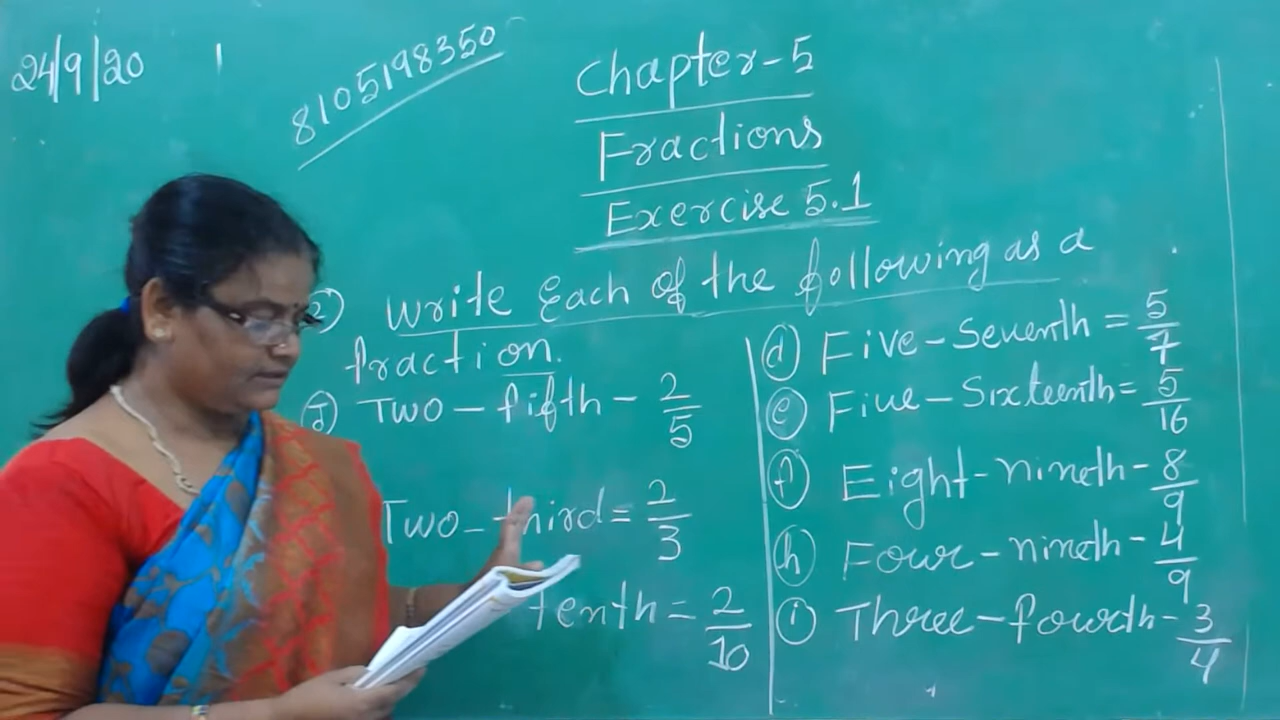 24/9/20
8105198350
Chapter-5
Fractions
Exercise 5.1
2) Write Each of the following as a
fraction.
a) Two - fifth - 2/5
Two - third = 2/3
tenth = 2/10
d) Five - Seventh = 5/7
e) Five - Sixteenth = 5/16
f) Eight - nineth - 8/9
h) Four - nineth - 4/9
i) Three - fourth - 3/4